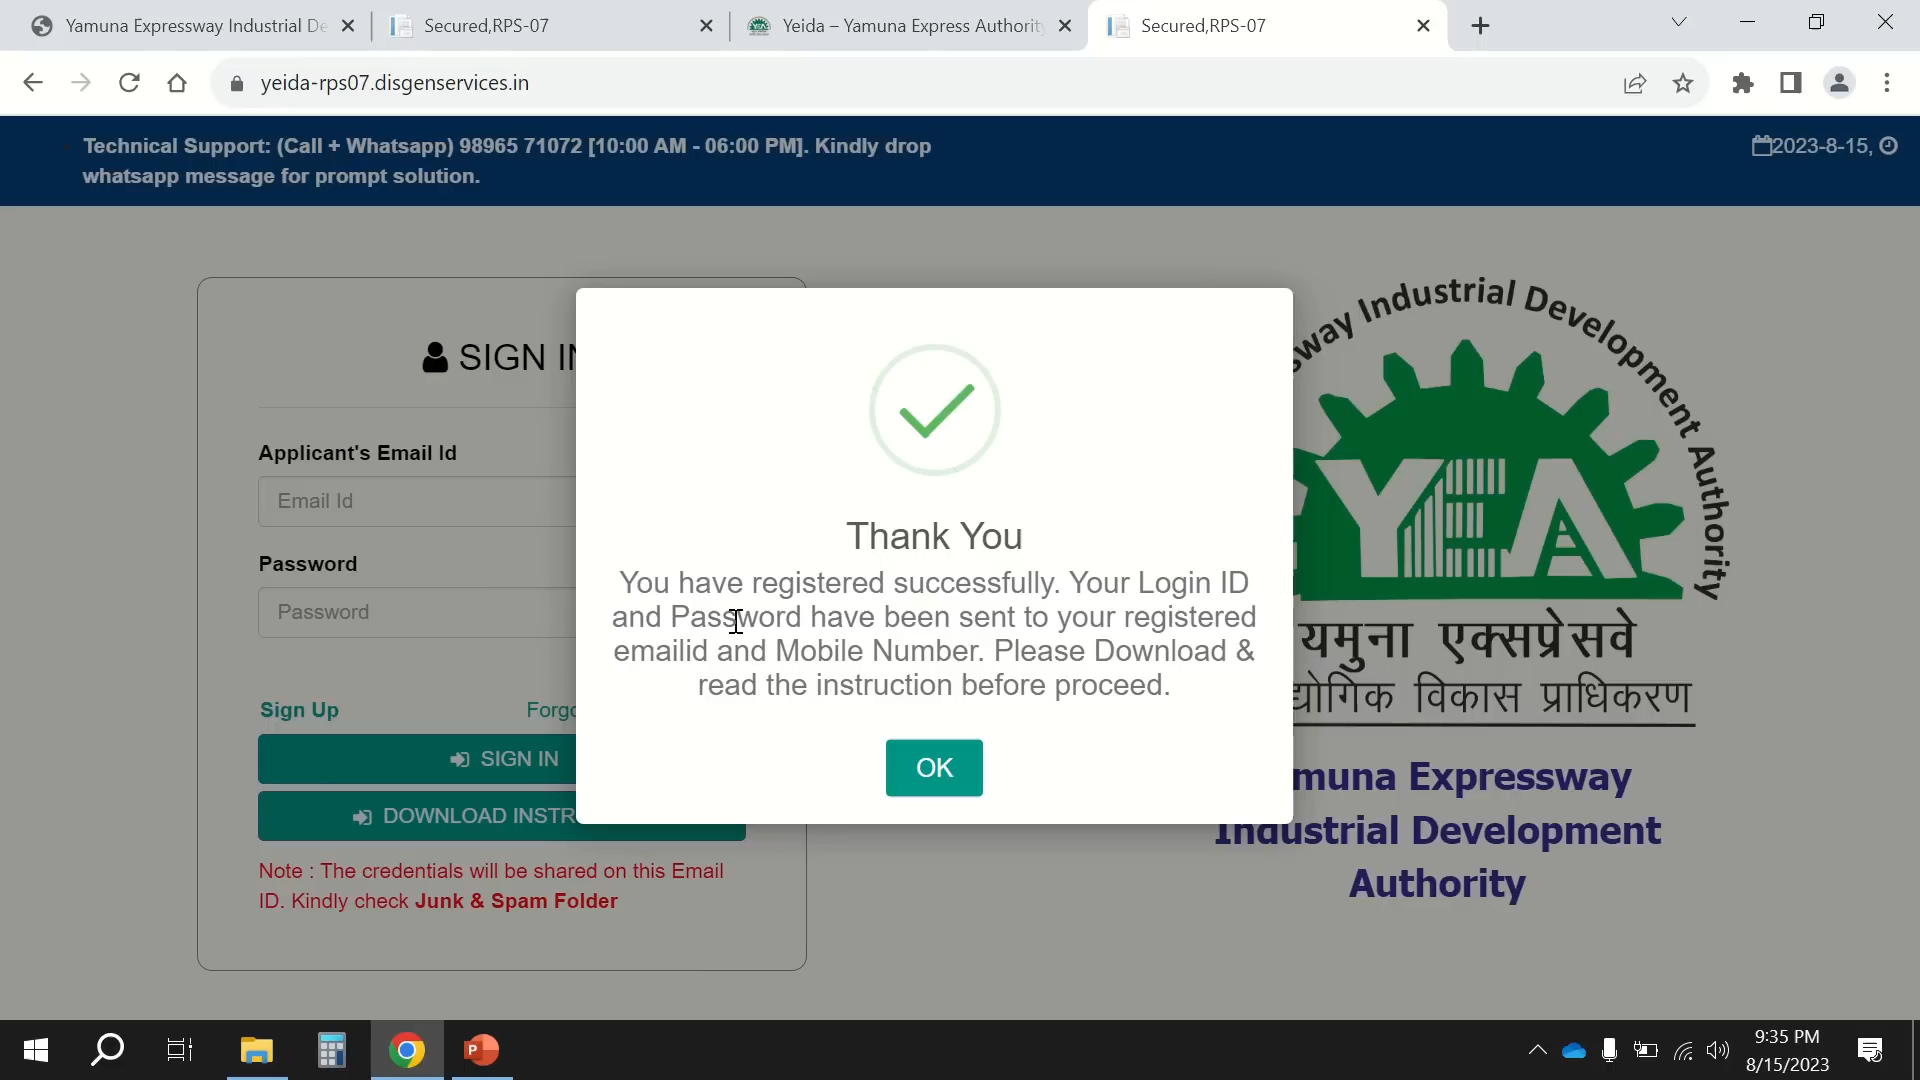 Yamuna Expressway Industrial De
Secured,RPS-07
Yeida – Yamuna Express Authority
Secured,RPS-07
yeida-rps07.disgenservices.in
Technical Support: (Call + Whatsapp) 98965 71072 [10:00 AM - 06:00 PM]. Kindly drop
whatsapp message for prompt solution.
2023-8-15,
SIGN IN
Applicant's Email Id
Email Id
Password
Password
Sign Up
Forgo
SIGN IN
DOWNLOAD INSTR
Note : The credentials will be shared on this Email
ID. Kindly check Junk & Spam Folder
Thank You
You have registered successfully. Your Login ID
and Password have been sent to your registered
emailid and Mobile Number. Please Download &
read the instruction before proceed.
OK
way Industrial Development Authority
YEA
यमुना एक्सप्रेसवे
द्योगिक विकास प्राधिकरण
muna Expressway
Industrial Development
Authority
P
9:35 PM
8/15/2023